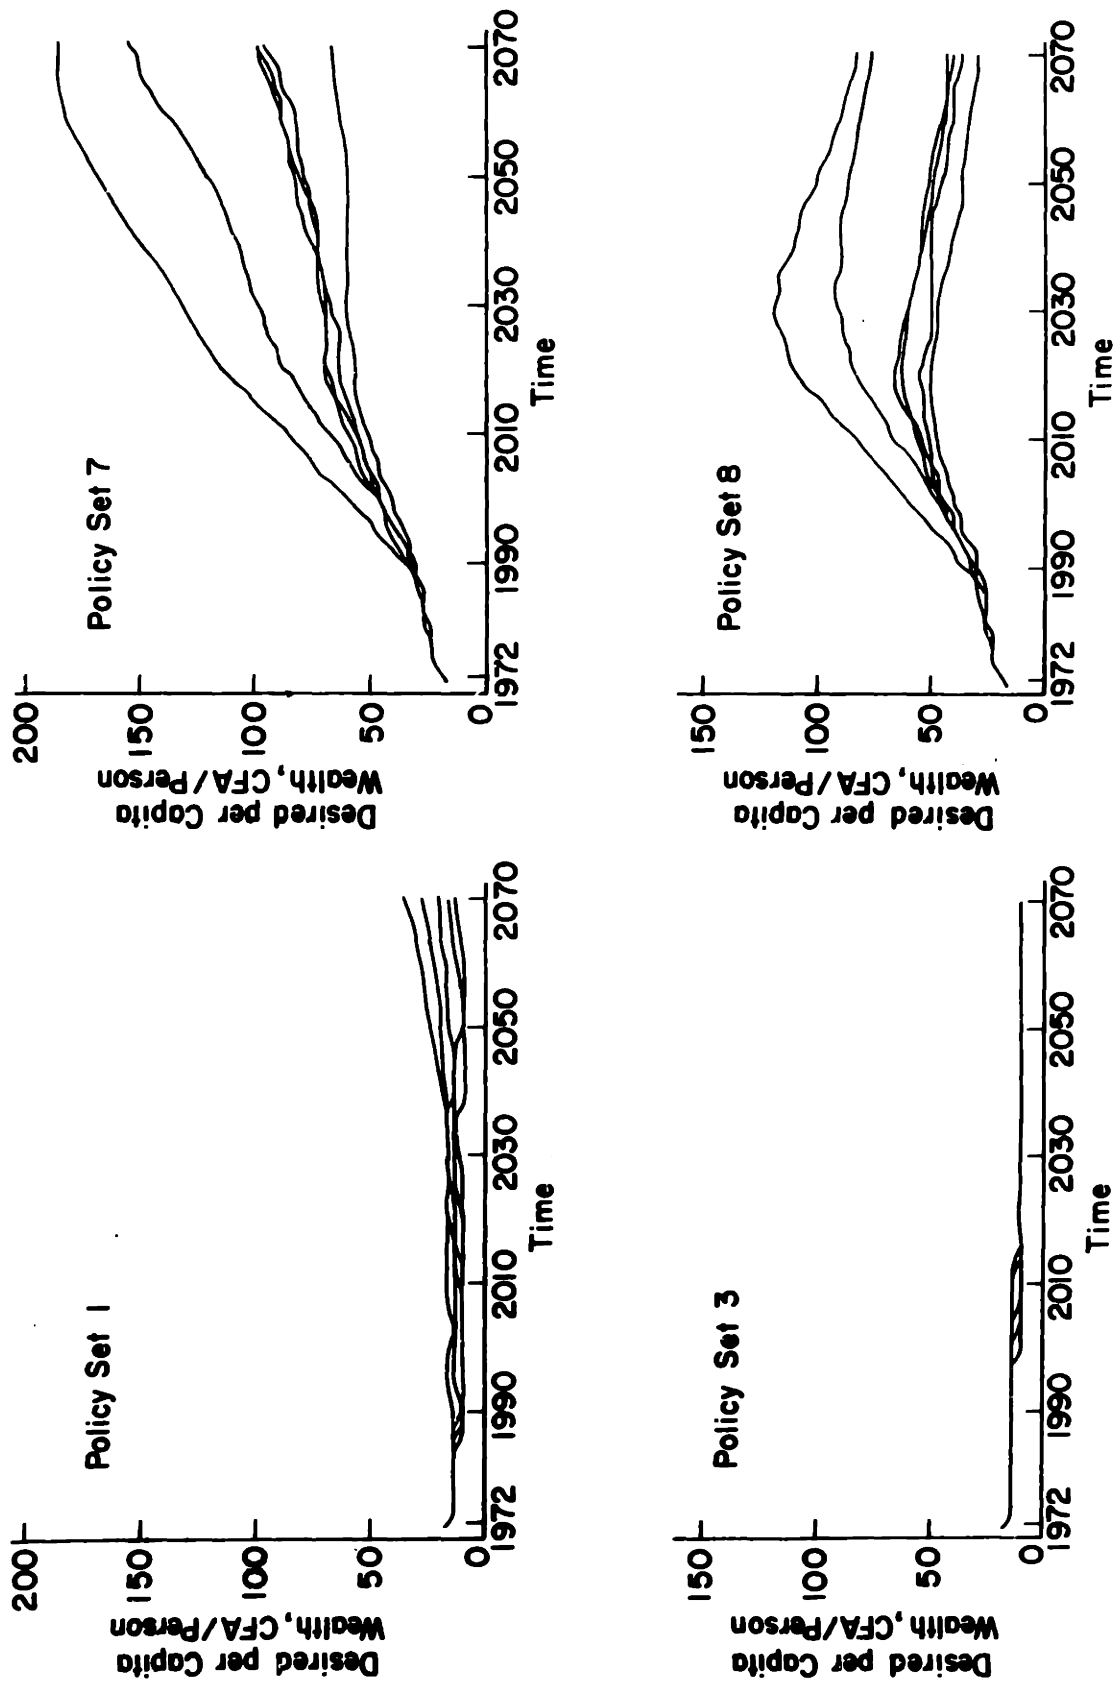 Policy Set 1
200
150
100
50
0
Desired per Capita
Wealth, CFA/Person
1972 1990 2010 2030 2050 2070
Time
Policy Set 7
200
150
100
50
0
Desired per Capita
Wealth, CFA/Person
1972 1990 2010 2030 2050 2070
Time
Policy Set 3
150
100
50
0
Desired per Capita
Wealth, CFA/Person
1972 1990 2010 2030 2050 2070
Time
Policy Set 8
150
100
50
0
Desired per Capita
Wealth, CFA/Person
1972 1990 2010 2030 2050 2070
Time